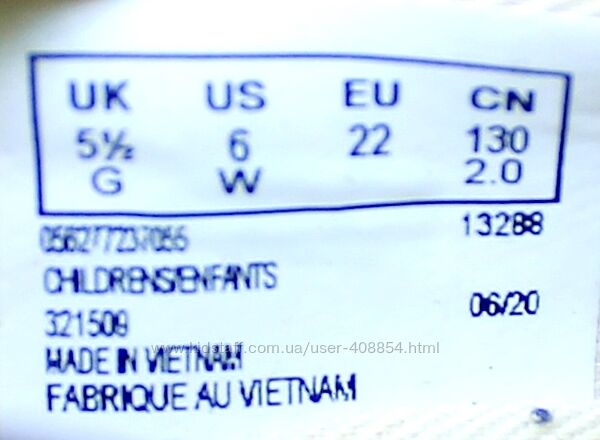 UK US EU CN
5½ 6 22 130
G W 2.0
13288
CHILDRENS/ENFANTS
321509 06/20
www.kidstaff.com.ua/user-408854.html
MADE IN VIETNAM
FABRIQUE AU VIETNAM